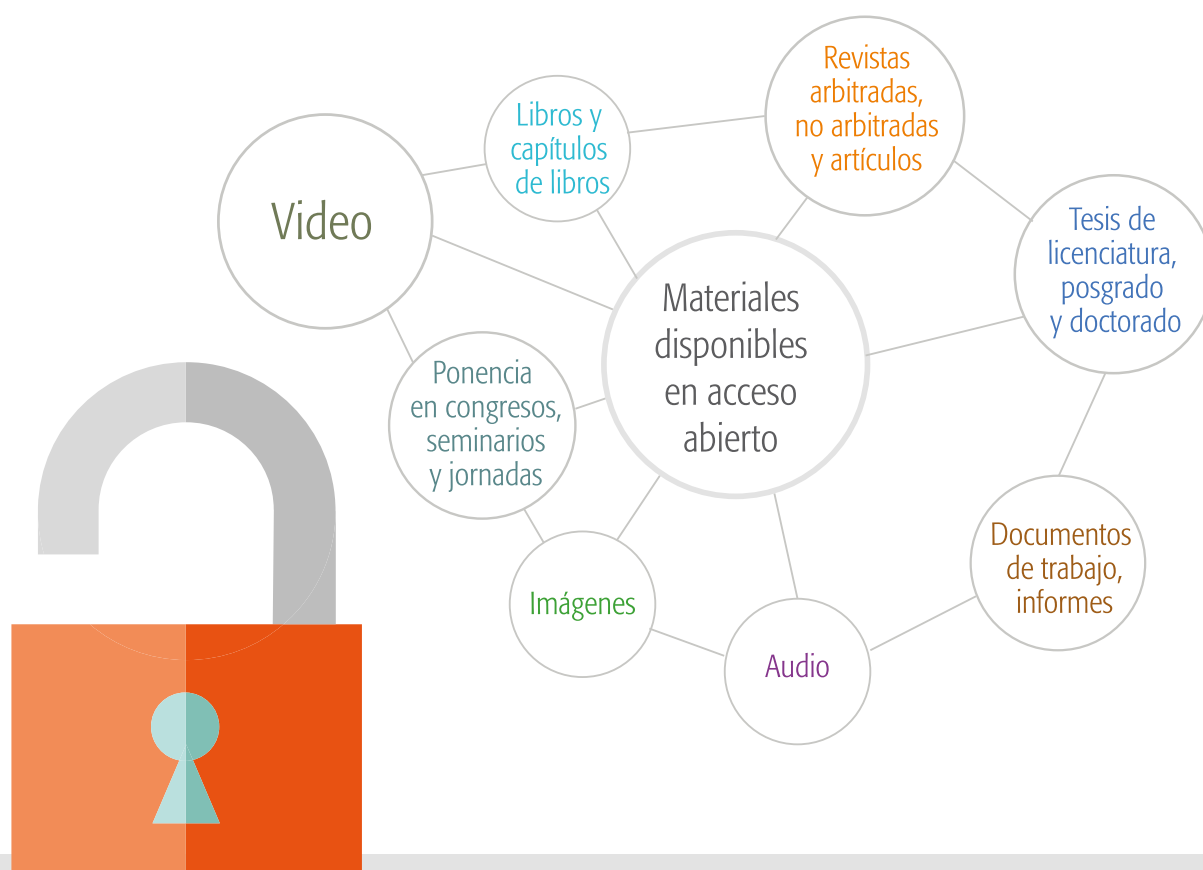 Revistas
arbitradas,
no arbitradas
y artículos
Libros y
capítulos
de libros
Video
Tesis de
licenciatura,
posgrado
y doctorado
Materiales
disponibles
en acceso
abierto
Ponencia
en congresos,
seminarios
y jornadas
Documentos
de trabajo,
informes
Imágenes
Audio